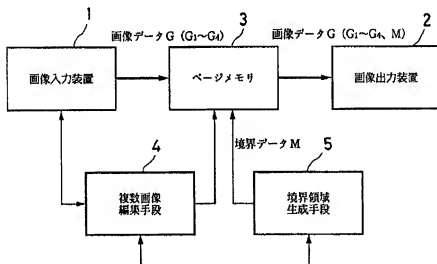 1
画像データG (G₁〜G₄)
3
画像データG (G₁〜G₄、M)
2
画像入力装置
ページメモリ
画像出力装置
境界データM
4
5
複数画像
編集手段
境界領域
生成手段